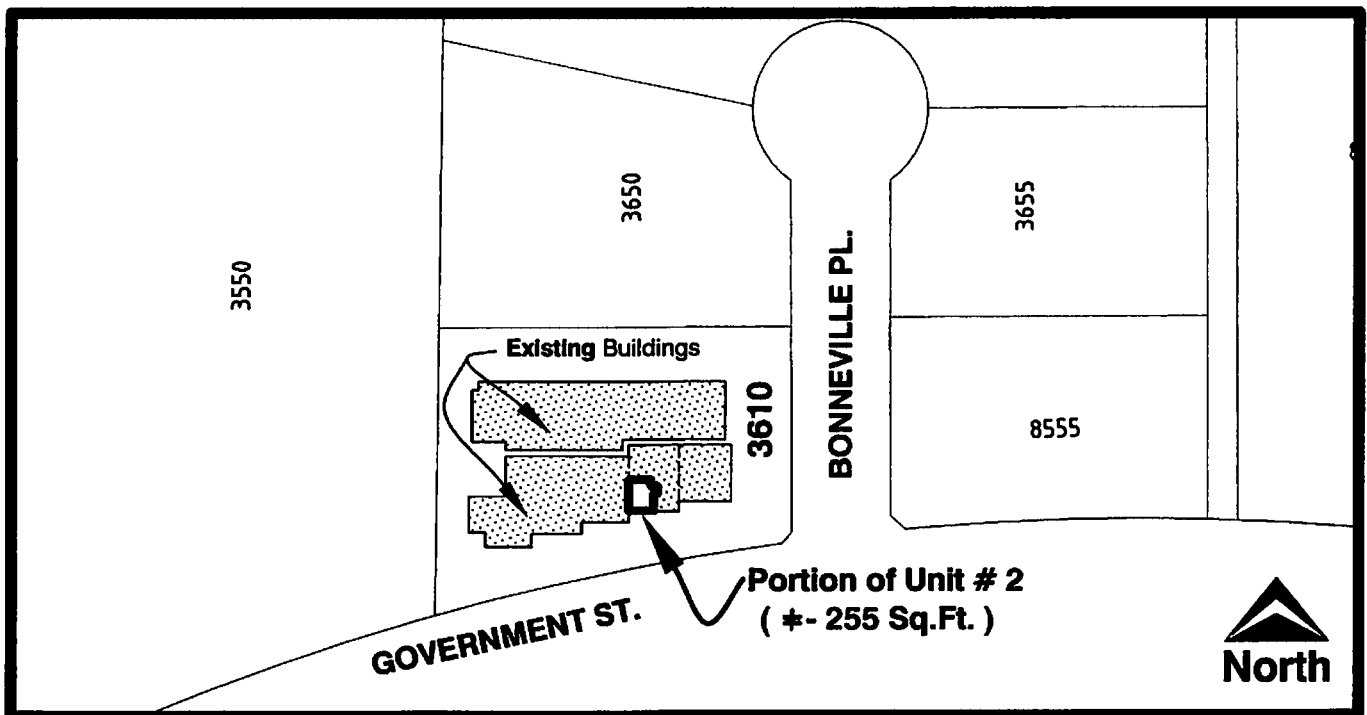 3550
3650
3655
BONNEVILLE PL.
Existing Buildings
3610
8555
Portion of Unit # 2
( *- 255 Sq.Ft. )
GOVERNMENT ST.
North